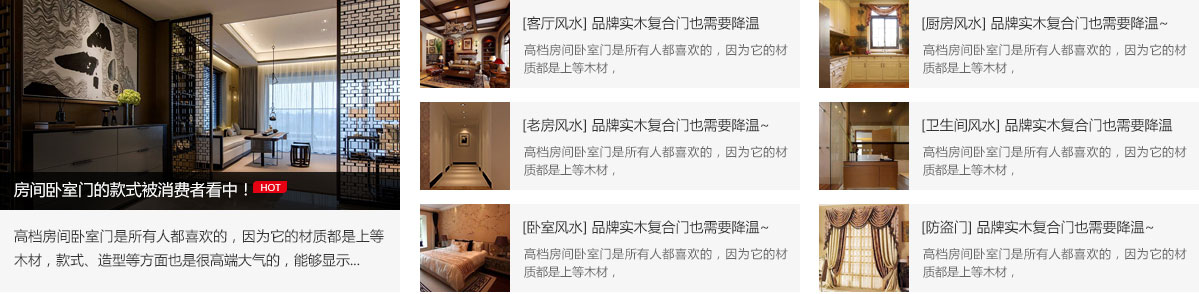 房间卧室门的款式被消费者看中！ HOT
高档房间卧室门是所有人都喜欢的，因为它的材质都是上等
木材，款式、造型等方面也是很高端大气的，能够显示...
[客厅风水] 品牌实木复合门也需要降温
高档房间卧室门是所有人都喜欢的，因为它的材
质都是上等木材，
[老房风水] 品牌实木复合门也需要降温~
高档房间卧室门是所有人都喜欢的，因为它的材
质都是上等木材，
[卧室风水] 品牌实木复合门也需要降温~
高档房间卧室门是所有人都喜欢的，因为它的材
质都是上等木材，
[厨房风水] 品牌实木复合门也需要降温~
高档房间卧室门是所有人都喜欢的，因为它的材
质都是上等木材，
[卫生间风水] 品牌实木复合门也需要降温
高档房间卧室门是所有人都喜欢的，因为它的材
质都是上等木材，
[防盗门] 品牌实木复合门也需要降温~
高档房间卧室门是所有人都喜欢的，因为它的材
质都是上等木材，